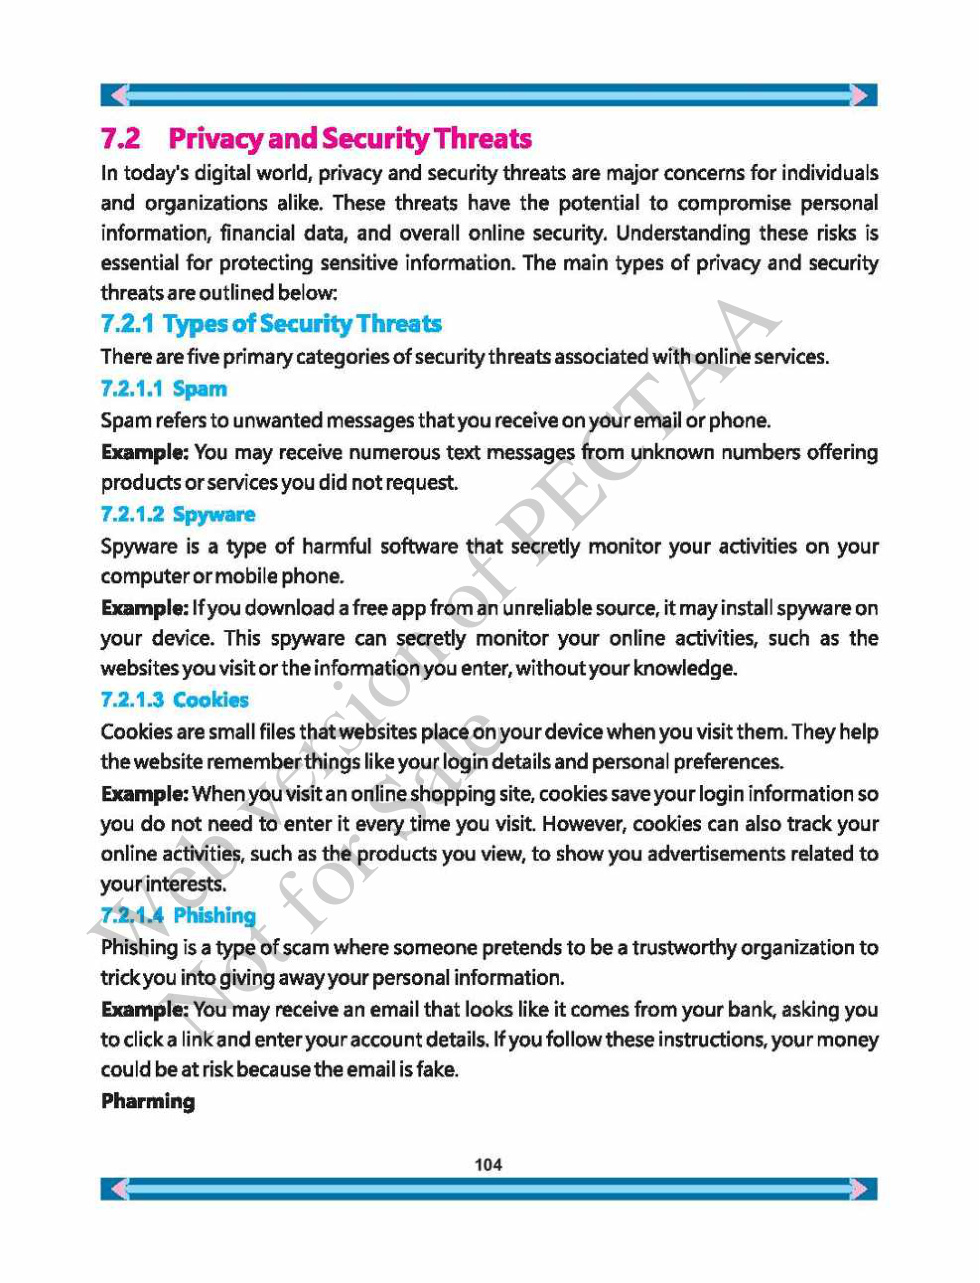 7.2 Privacy and Security Threats
In today's digital world, privacy and security threats are major concerns for individuals
and organizations alike. These threats have the potential to compromise personal
information, financial data, and overall online security. Understanding these risks is
essential for protecting sensitive information. The main types of privacy and security
threats are outlined below:
7.2.1 Types of Security Threats
There are five primary categories of security threats associated with online services.
7.2.1.1 Spam
Spam refers to unwanted messages that you receive on your email or phone.
Example: You may receive numerous text messages from unknown numbers offering
products or services you did not request.
7.2.1.2 Spyware
Spyware is a type of harmful software that secretly monitor your activities on your
computer or mobile phone.
Example: If you download a free app from an unreliable source, it may install spyware on
your device. This spyware can secretly monitor your online activities, such as the
websites you visit or the information you enter, without your knowledge.
7.2.1.3 Cookies
Cookies are small files that websites place on your device when you visit them. They help
the website remember things like your login details and personal preferences.
Example: When you visit an online shopping site, cookies save your login information so
you do not need to enter it every time you visit. However, cookies can also track your
online activities, such as the products you view, to show you advertisements related to
your interests.
7.2.1.4 Phishing
Phishing is a type of scam where someone pretends to be a trustworthy organization to
trick you into giving away your personal information.
Example: You may receive an email that looks like it comes from your bank, asking you
to click a link and enter your account details. If you follow these instructions, your money
could be at risk because the email is fake.
Pharming
104
Web version of PECTAA
Not for Sale